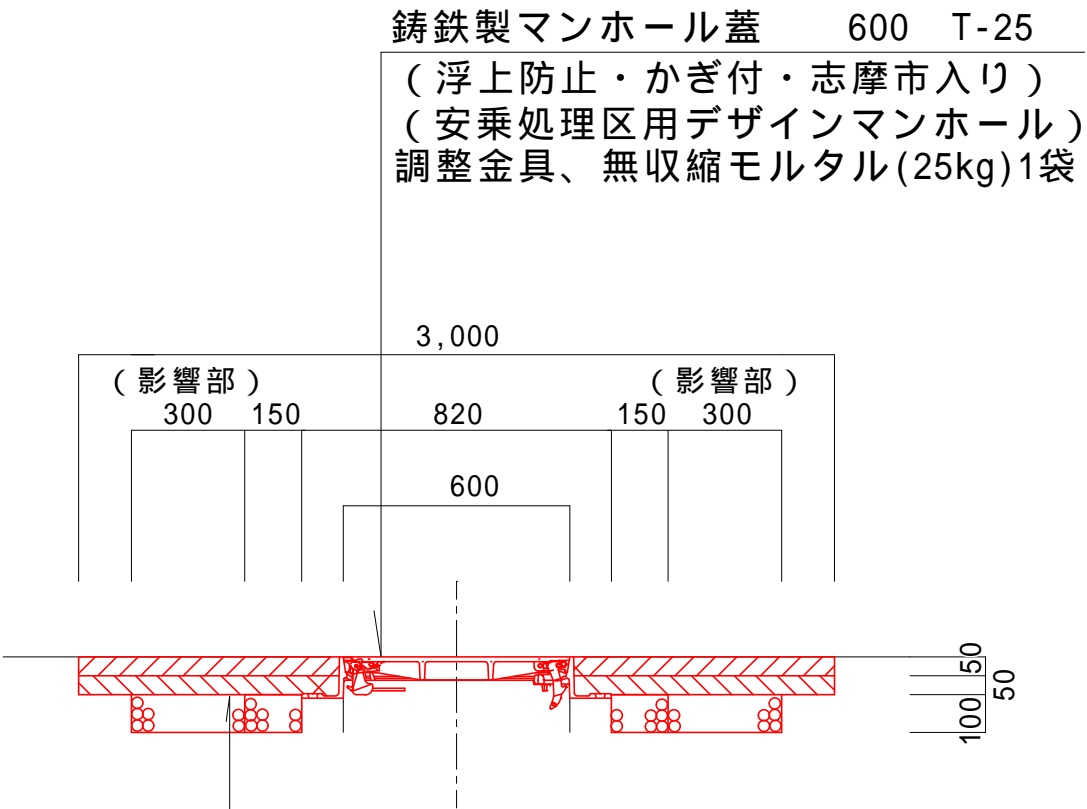 鋳鉄製マンホール蓋　　600　T-25
(浮上防止・かぎ付・志摩市入り)
(安乗処理区用デザインマンホール)
調整金具、無収縮モルタル(25kg)1袋
3,000
(影響部)　(影響部)
300　150　820　150　300
600
50
50
100